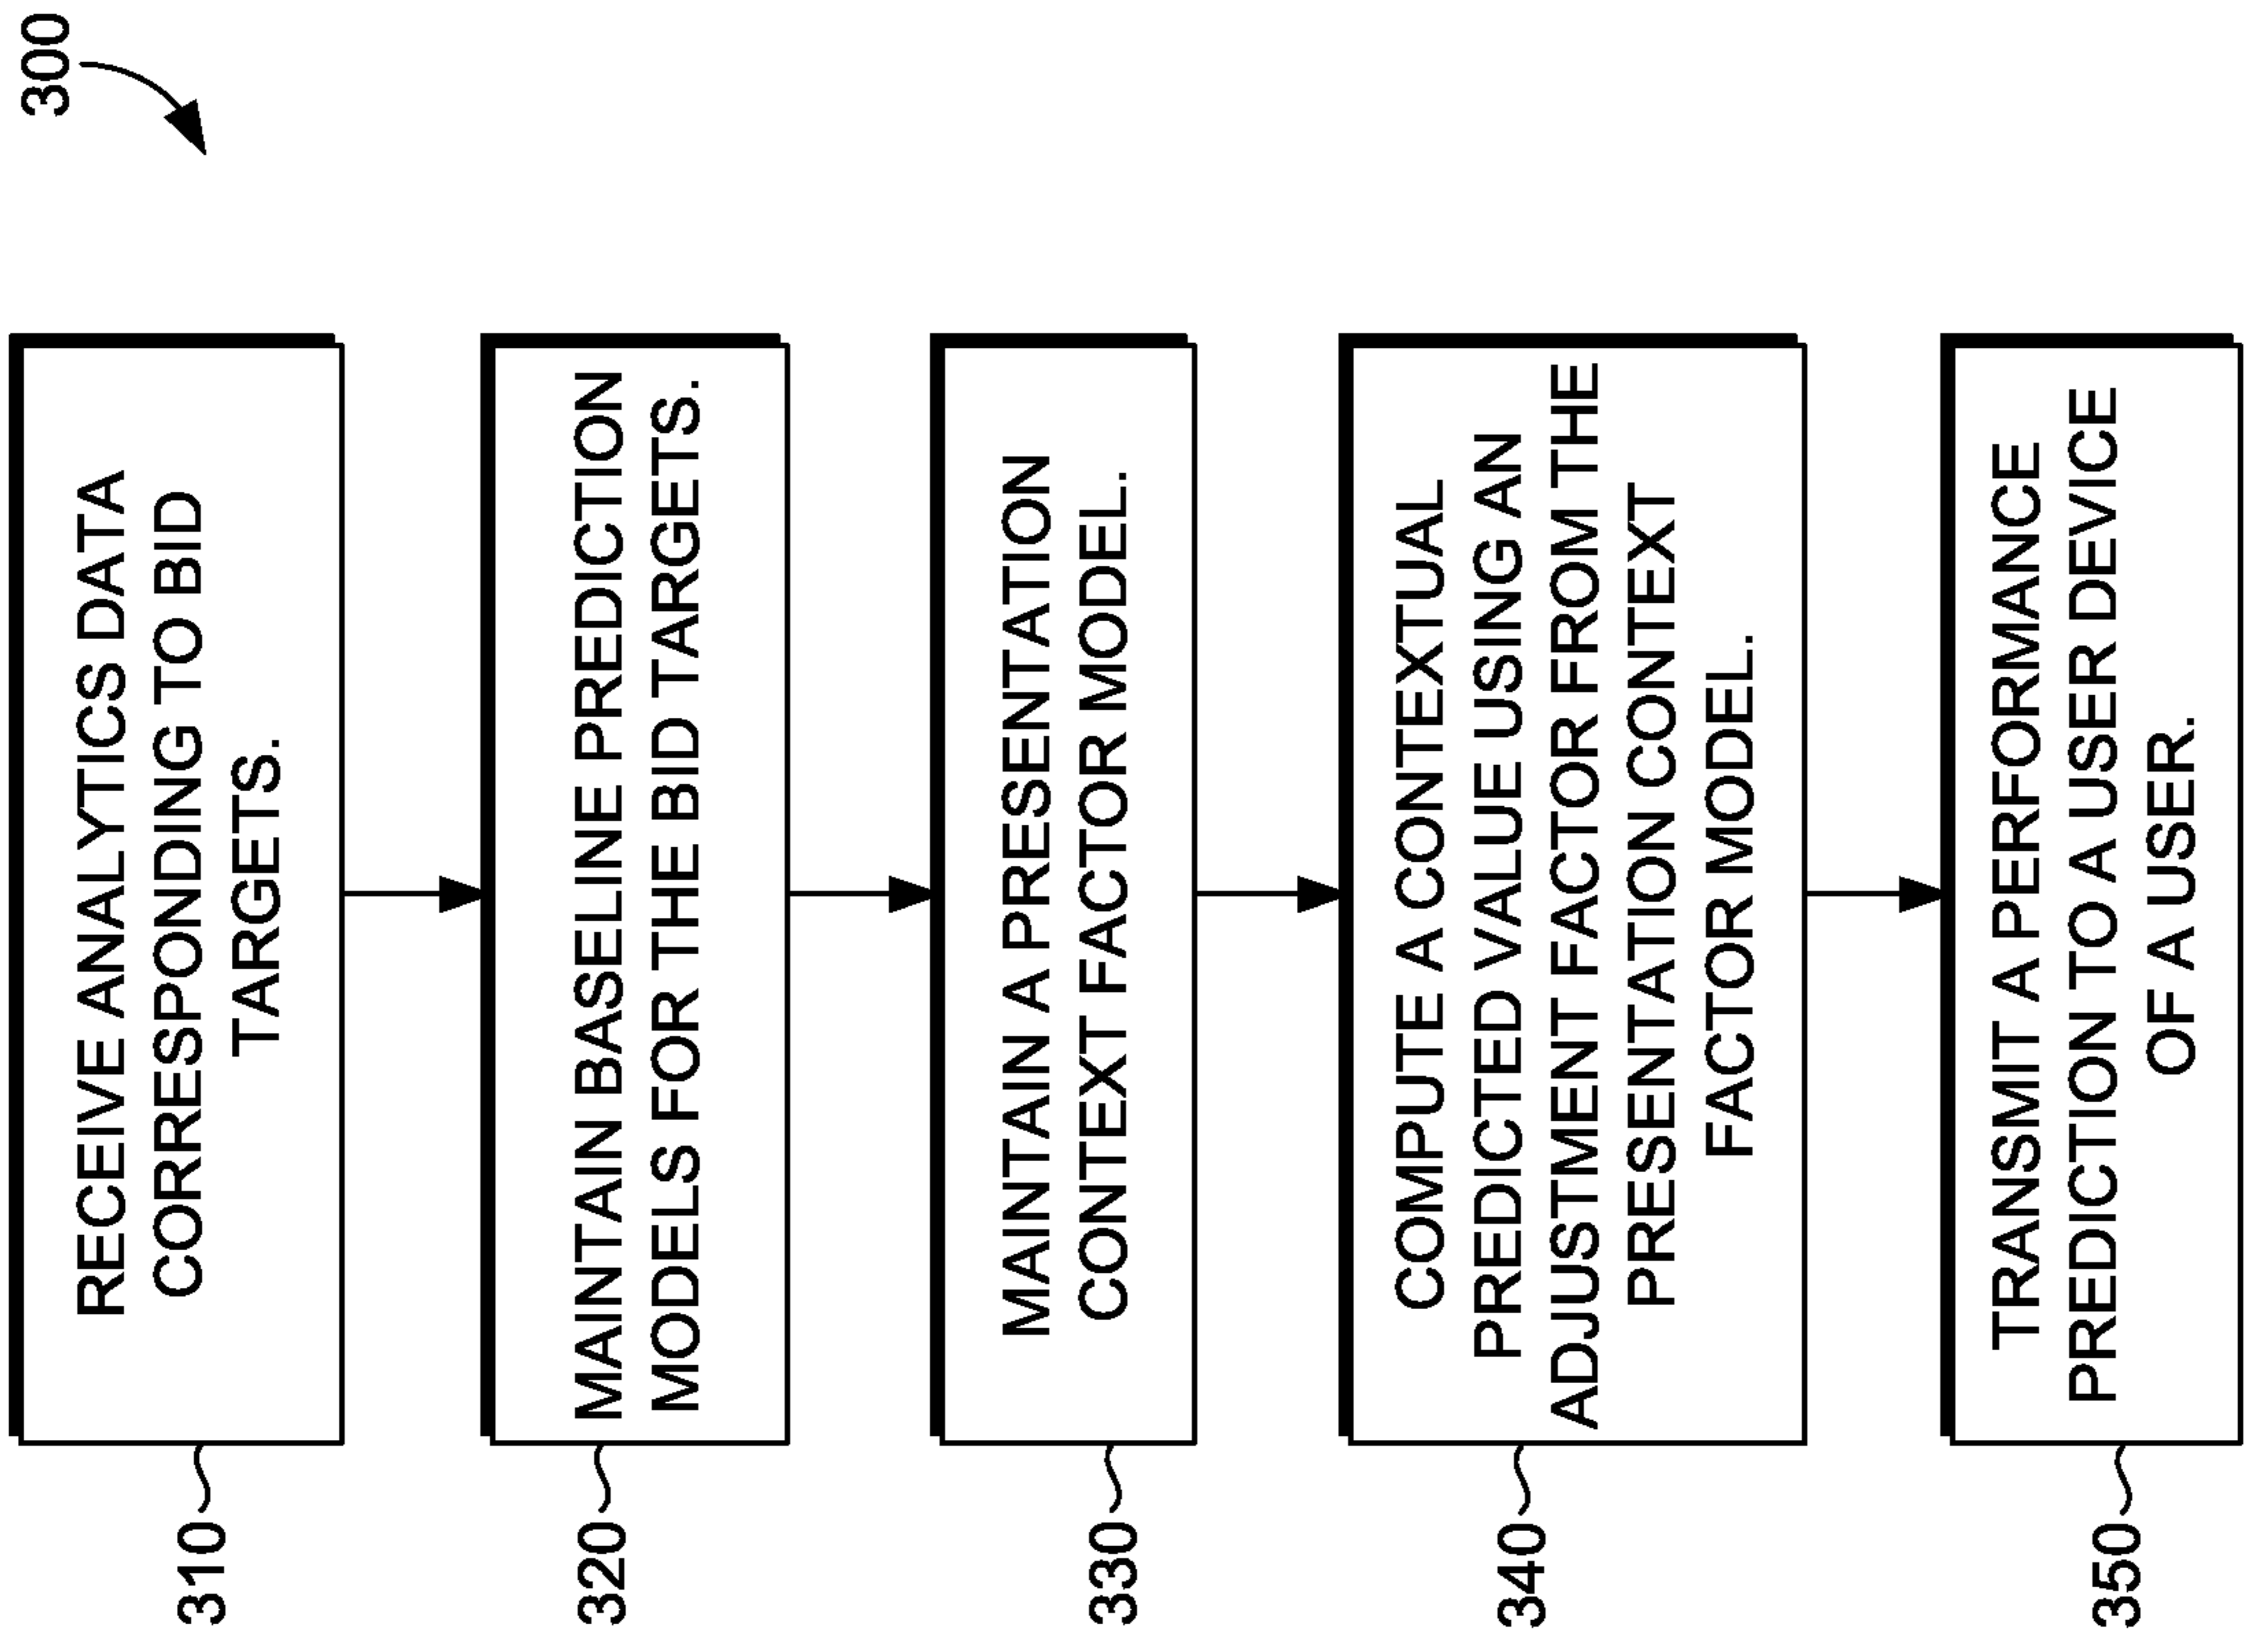 300
310
RECEIVE ANALYTICS DATA
CORRESPONDING TO BID
TARGETS.
320
MAINTAIN BASELINE PREDICTION
MODELS FOR THE BID TARGETS.
330
MAINTAIN A PRESENTATION
CONTEXT FACTOR MODEL.
340
COMPUTE A CONTEXTUAL
PREDICTED VALUE USING AN
ADJUSTMENT FACTOR FROM THE
PRESENTATION CONTEXT
FACTOR MODEL.
350
TRANSMIT A PERFORMANCE
PREDICTION TO A USER DEVICE
OF A USER.